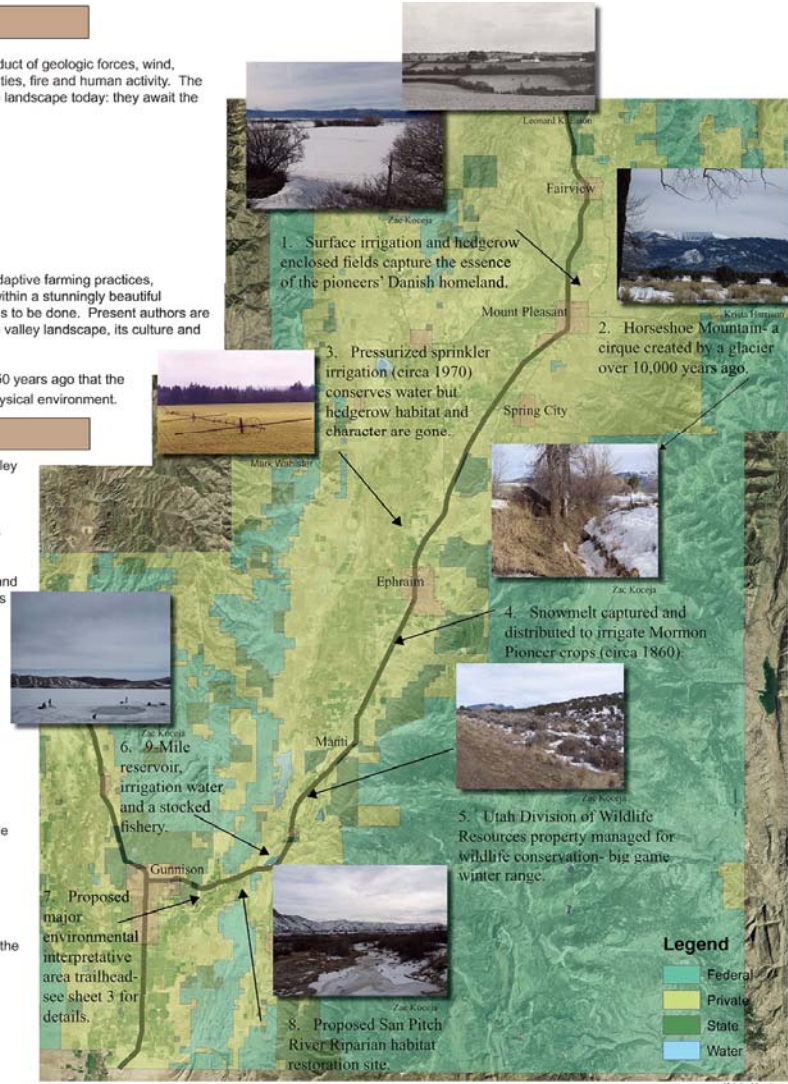 duct of geologic forces, wind,
ties, fire and human activity. The
landscape today: they await the
daptive farming practices,
within a stunningly beautiful
s to be done. Present authors are
valley landscape, its culture and
50 years ago that the
hysical environment.
ley
and
s
e
the
Leonard K.
Zac Koceja
Fairview
1. Surface irrigation and hedgerow
enclosed fields capture the essence
of the pioneers' Danish homeland.
Krista Harrison
Mount Pleasant
2. Horseshoe Mountain- a
cirque created by a glacier
over 10,000 years ago.
3. Pressurized sprinkler
irrigation (circa 1970)
conserves water but
hedgerow habitat and
character are gone.
Spring City
Mark Wahlster
Zac Koceja
Ephraim
4. Snowmelt captured and
distributed to irrigate Mormon
Pioneer crops (circa 1860).
Manti
Zac Koceja
6. 9-Mile
reservoir,
irrigation water
and a stocked
fishery.
Zac Koceja
5. Utah Division of Wildlife
Resources property managed for
wildlife conservation- big game
winter range.
Gunnison
7. Proposed
major
environmental
interpretative
area trailhead-
see sheet 3 for
details.
Zac Koceja
8. Proposed San Pitch
River Riparian habitat
restoration site.
Legend
Federal
Private
State
Water